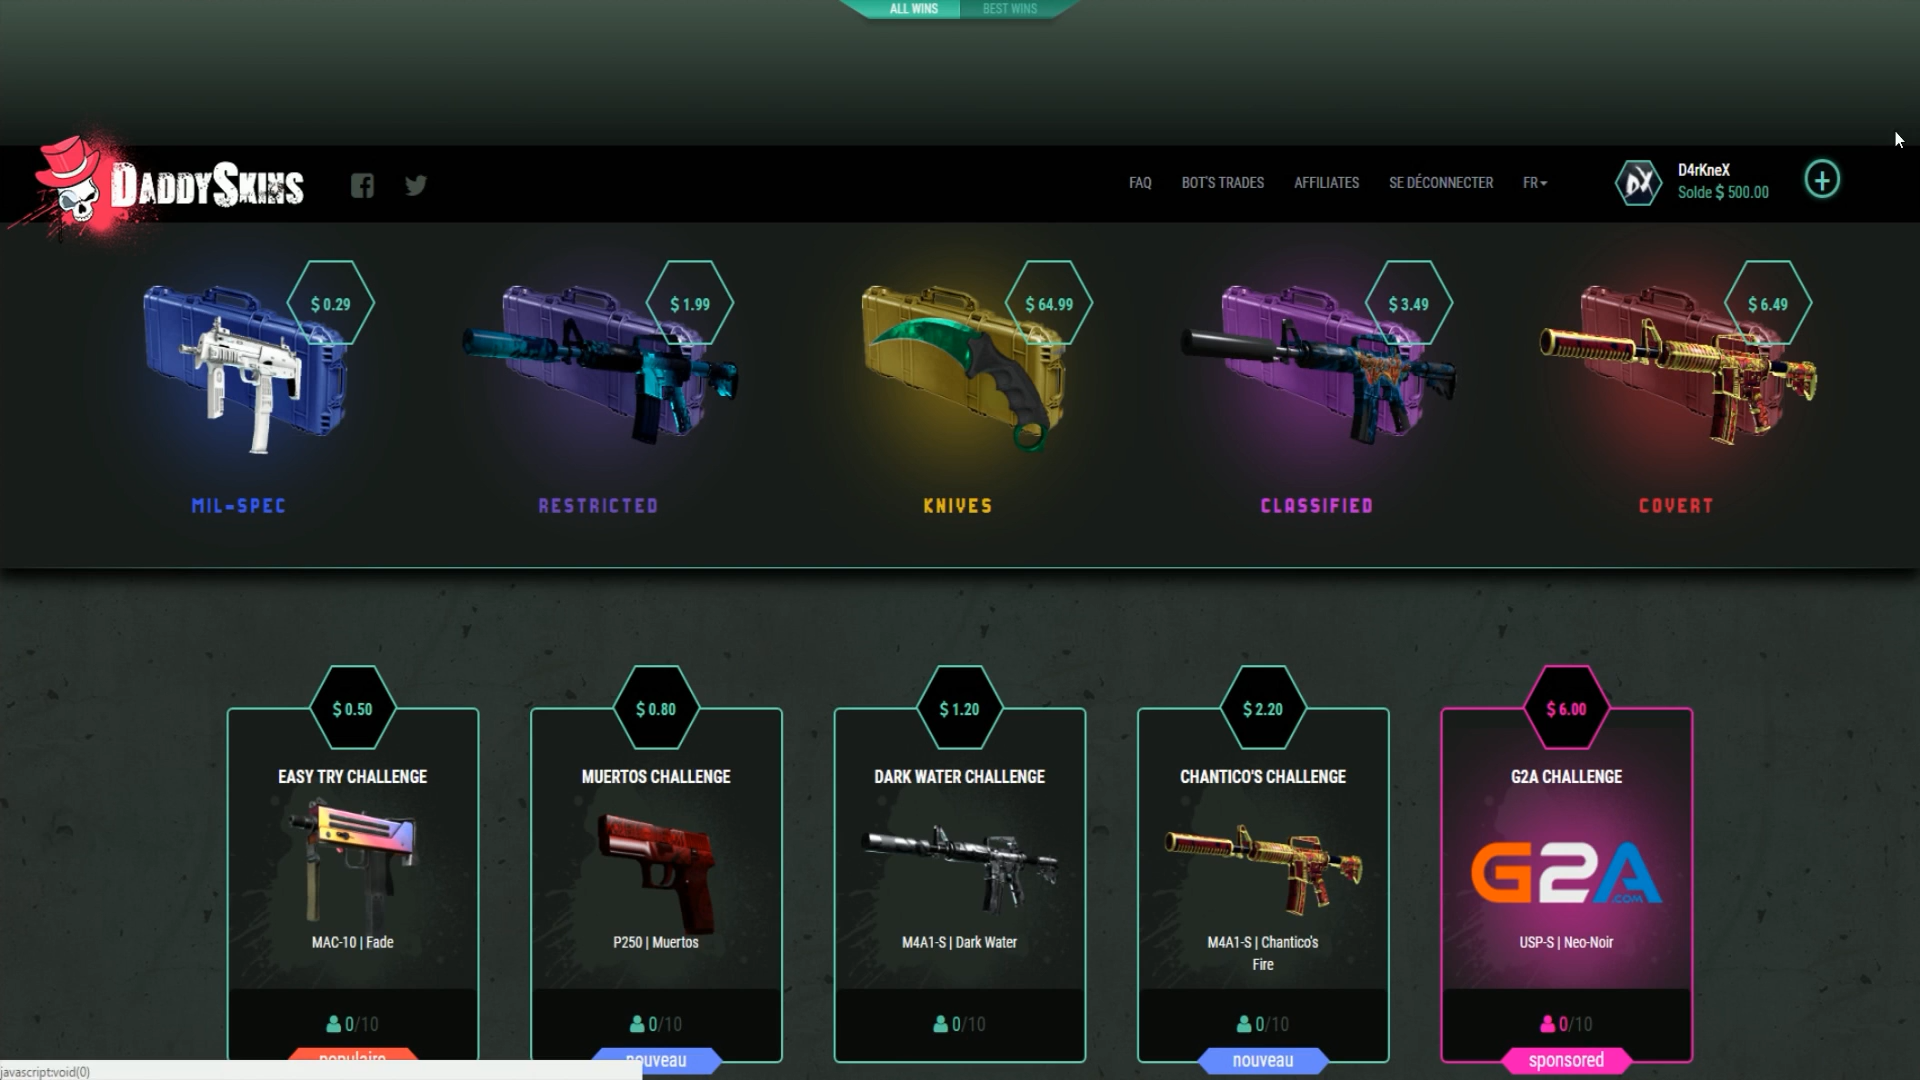 ALL WINS
BEST WINS
DADDYSKINS
FAQ
BOT'S TRADES
AFFILIATES
SE DÉCONNECTER
FR
DX
D4rKneX
Solde $ 500.00
$ 0.29
$ 1.99
$ 64.99
$ 3.49
$ 6.49
MIL-SPEC
RESTRICTED
KNIVES
CLASSIFIED
COVERT
$ 0.50
$ 0.80
$ 1.20
$ 2.20
$ 6.00
EASY TRY CHALLENGE
MUERTOS CHALLENGE
DARK WATER CHALLENGE
CHANTICO'S CHALLENGE
G2A CHALLENGE
G2A
.COM
MAC-10 | Fade
P250 | Muertos
M4A1-S | Dark Water
M4A1-S | Chantico's
Fire
USP-S | Neo-Noir
0/10
0/10
0/10
0/10
0/10
populaire
nouveau
nouveau
sponsored
javascript:void(0)